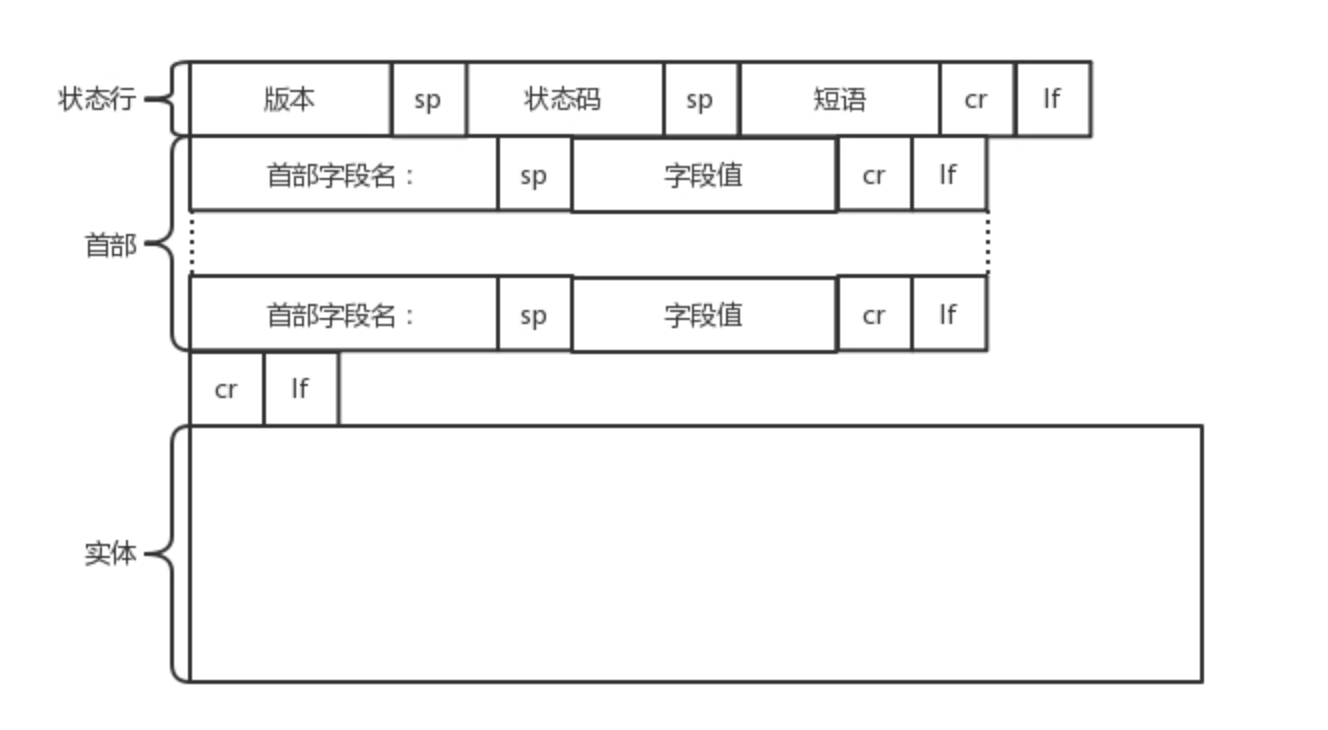 状态行 版本 sp 状态码 sp 短语 cr lf
首部字段名： sp 字段值 cr lf
首部
首部字段名： sp 字段值 cr lf
cr lf
实体